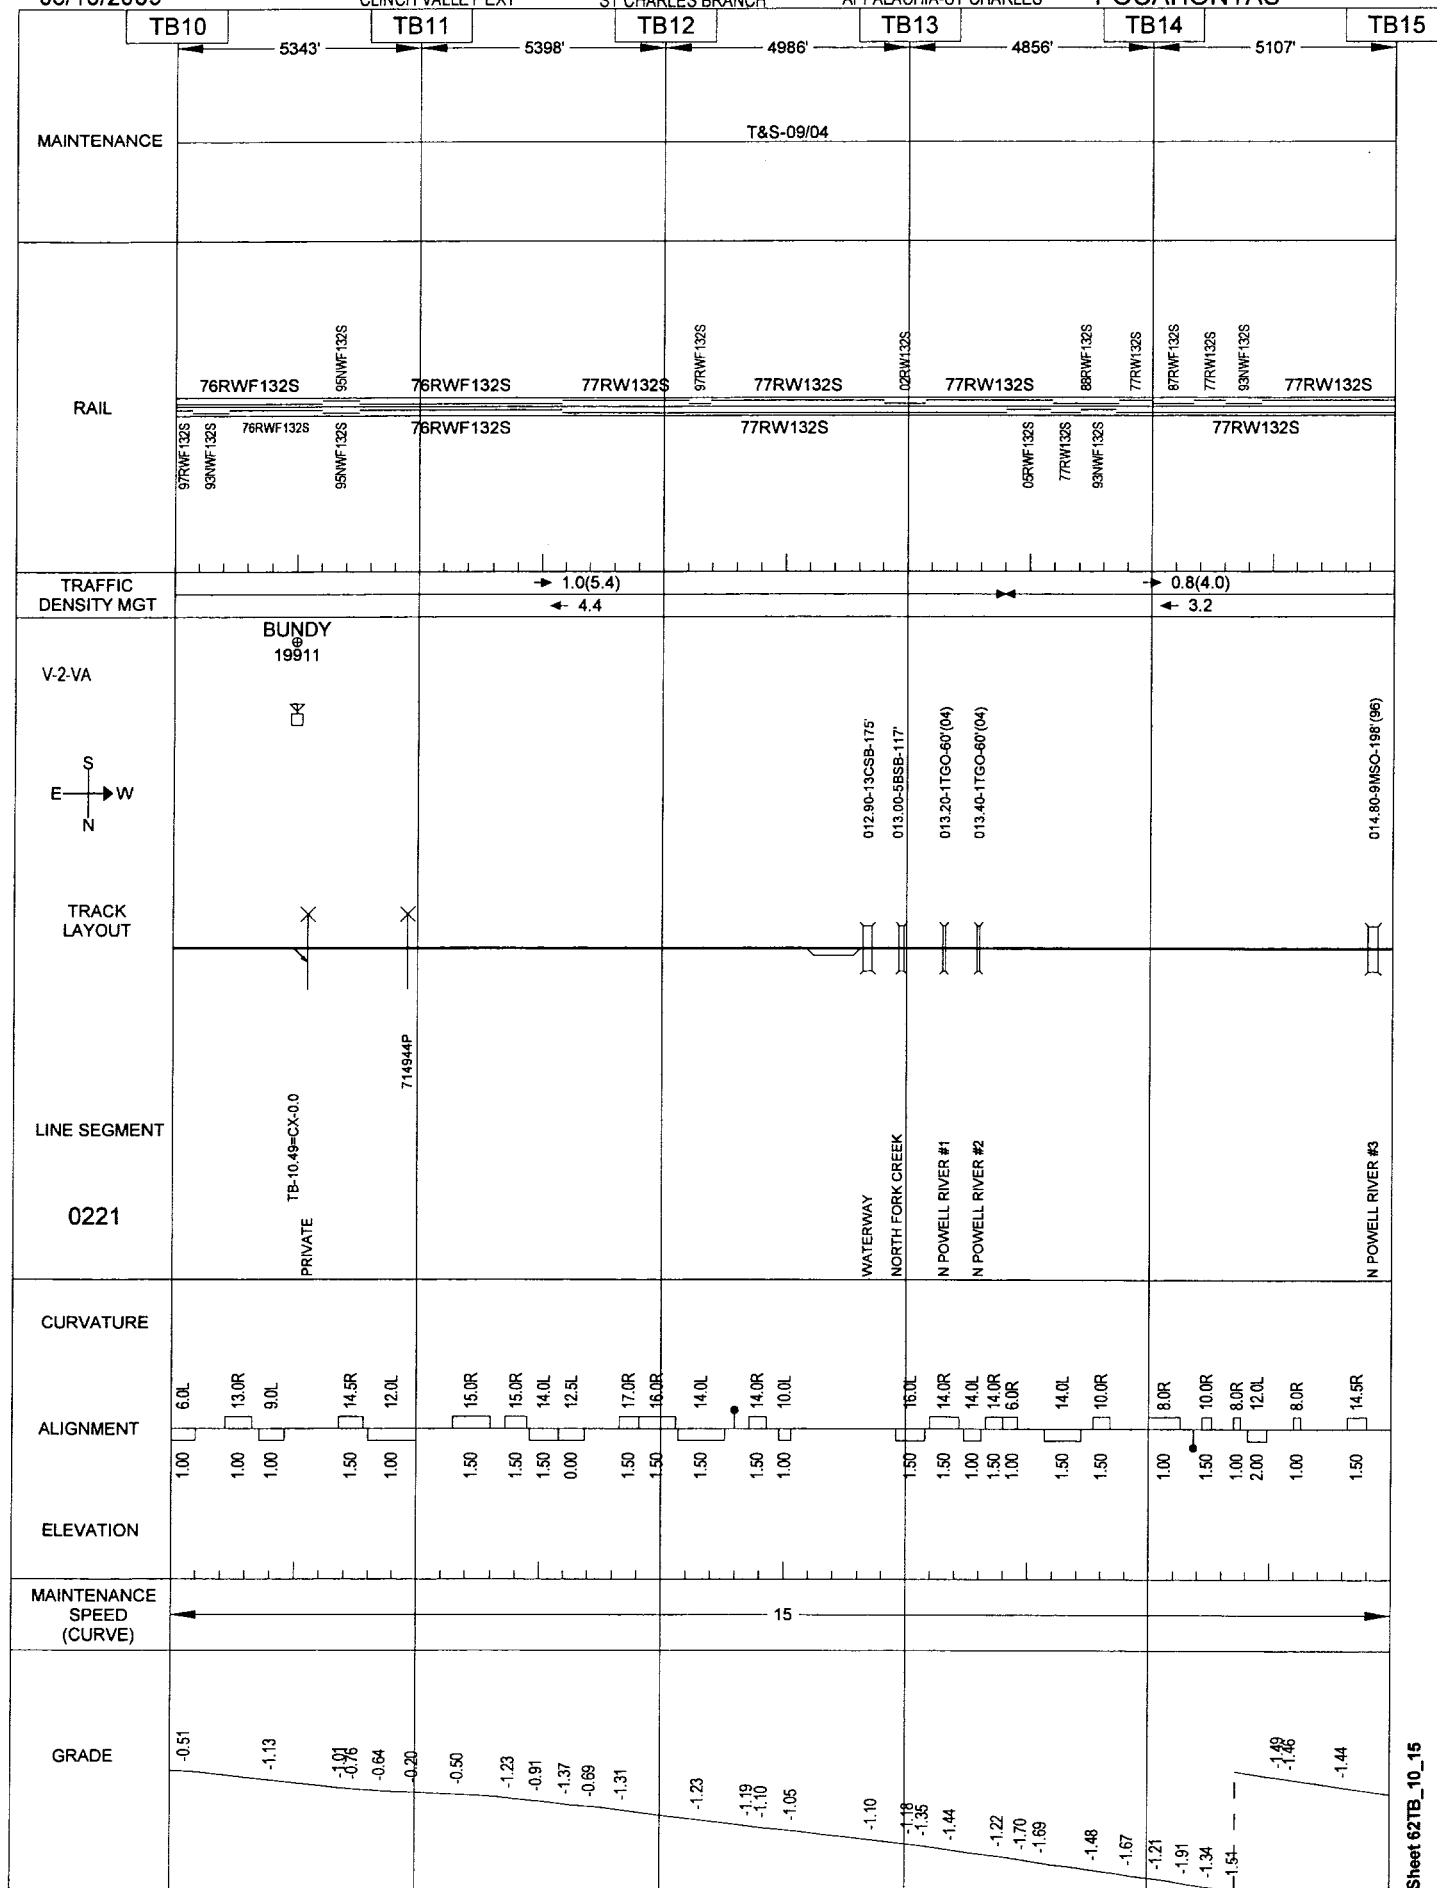 CLINCH VALLEY EXT ST CHARLES BRANCH APPALACHIA-ST CHARLES POCAHONTAS
TB10 TB11 TB12 TB13 TB14 TB15
5343' 5398' 4986' 4856' 5107'
MAINTENANCE
T&S-09/04
RAIL
95NWF132S 97RWF132S 02RW132S 88RWF132S 77RW132S 87RWF132S 77RW132S 93NWF132S
76RWF132S 76RWF132S 77RW132S 77RW132S 77RW132S 77RW132S
76RWF132S 76RWF132S 77RW132S 77RW132S
97RWF132S 93NWF132S 95NWF132S 05RWF132S 77RW132S 93NWF132S
TRAFFIC
DENSITY MGT
1.0(5.4) 0.8(4.0)
4.4 3.2
BUNDY
19911
V-2-VA
S
E W
N
012.90-13CSB-175'
013.00-5BSB-117'
013.20-1TGO-60'(04)
013.40-1TGO-60'(04)
014.80-9MSO-198'(96)
TRACK
LAYOUT
714944P
LINE SEGMENT
0221
TB-10.49=CX-0.0
PRIVATE
WATERWAY
NORTH FORK CREEK
N POWELL RIVER #1
N POWELL RIVER #2
N POWELL RIVER #3
CURVATURE
6.0L 13.0R 9.0L 14.5R 12.0L 15.0R 15.0R 14.0L 12.5L 17.0R 16.0R 14.0L 14.0R 10.0L 16.0L 14.0R 14.0L 14.0R 6.0R 14.0L 10.0R 8.0R 10.0R 8.0R 12.0L 8.0R 14.5R
ALIGNMENT
1.00 1.00 1.00 1.50 1.00 1.50 1.50 1.50 0.00 1.50 1.50 1.50 1.50 1.00 1.50 1.50 1.00 1.50 1.00 1.50 1.50 1.00 1.50 1.00 2.00 1.00 1.50
ELEVATION
MAINTENANCE
SPEED
(CURVE)
15
GRADE
-0.51 -1.13 -1.01 -0.76 -0.64 -0.20 -0.50 -1.23 -0.91 -1.37 -0.69 -1.31 -1.23 -1.19 -1.10 -1.05 -1.10 -1.18 -1.35 -1.44 -1.22 -1.70 -1.69 -1.48 -1.67 -1.21 -1.91 -1.34 -1.51 -1.49 -1.46 -1.44
Sheet 62TB_10_15